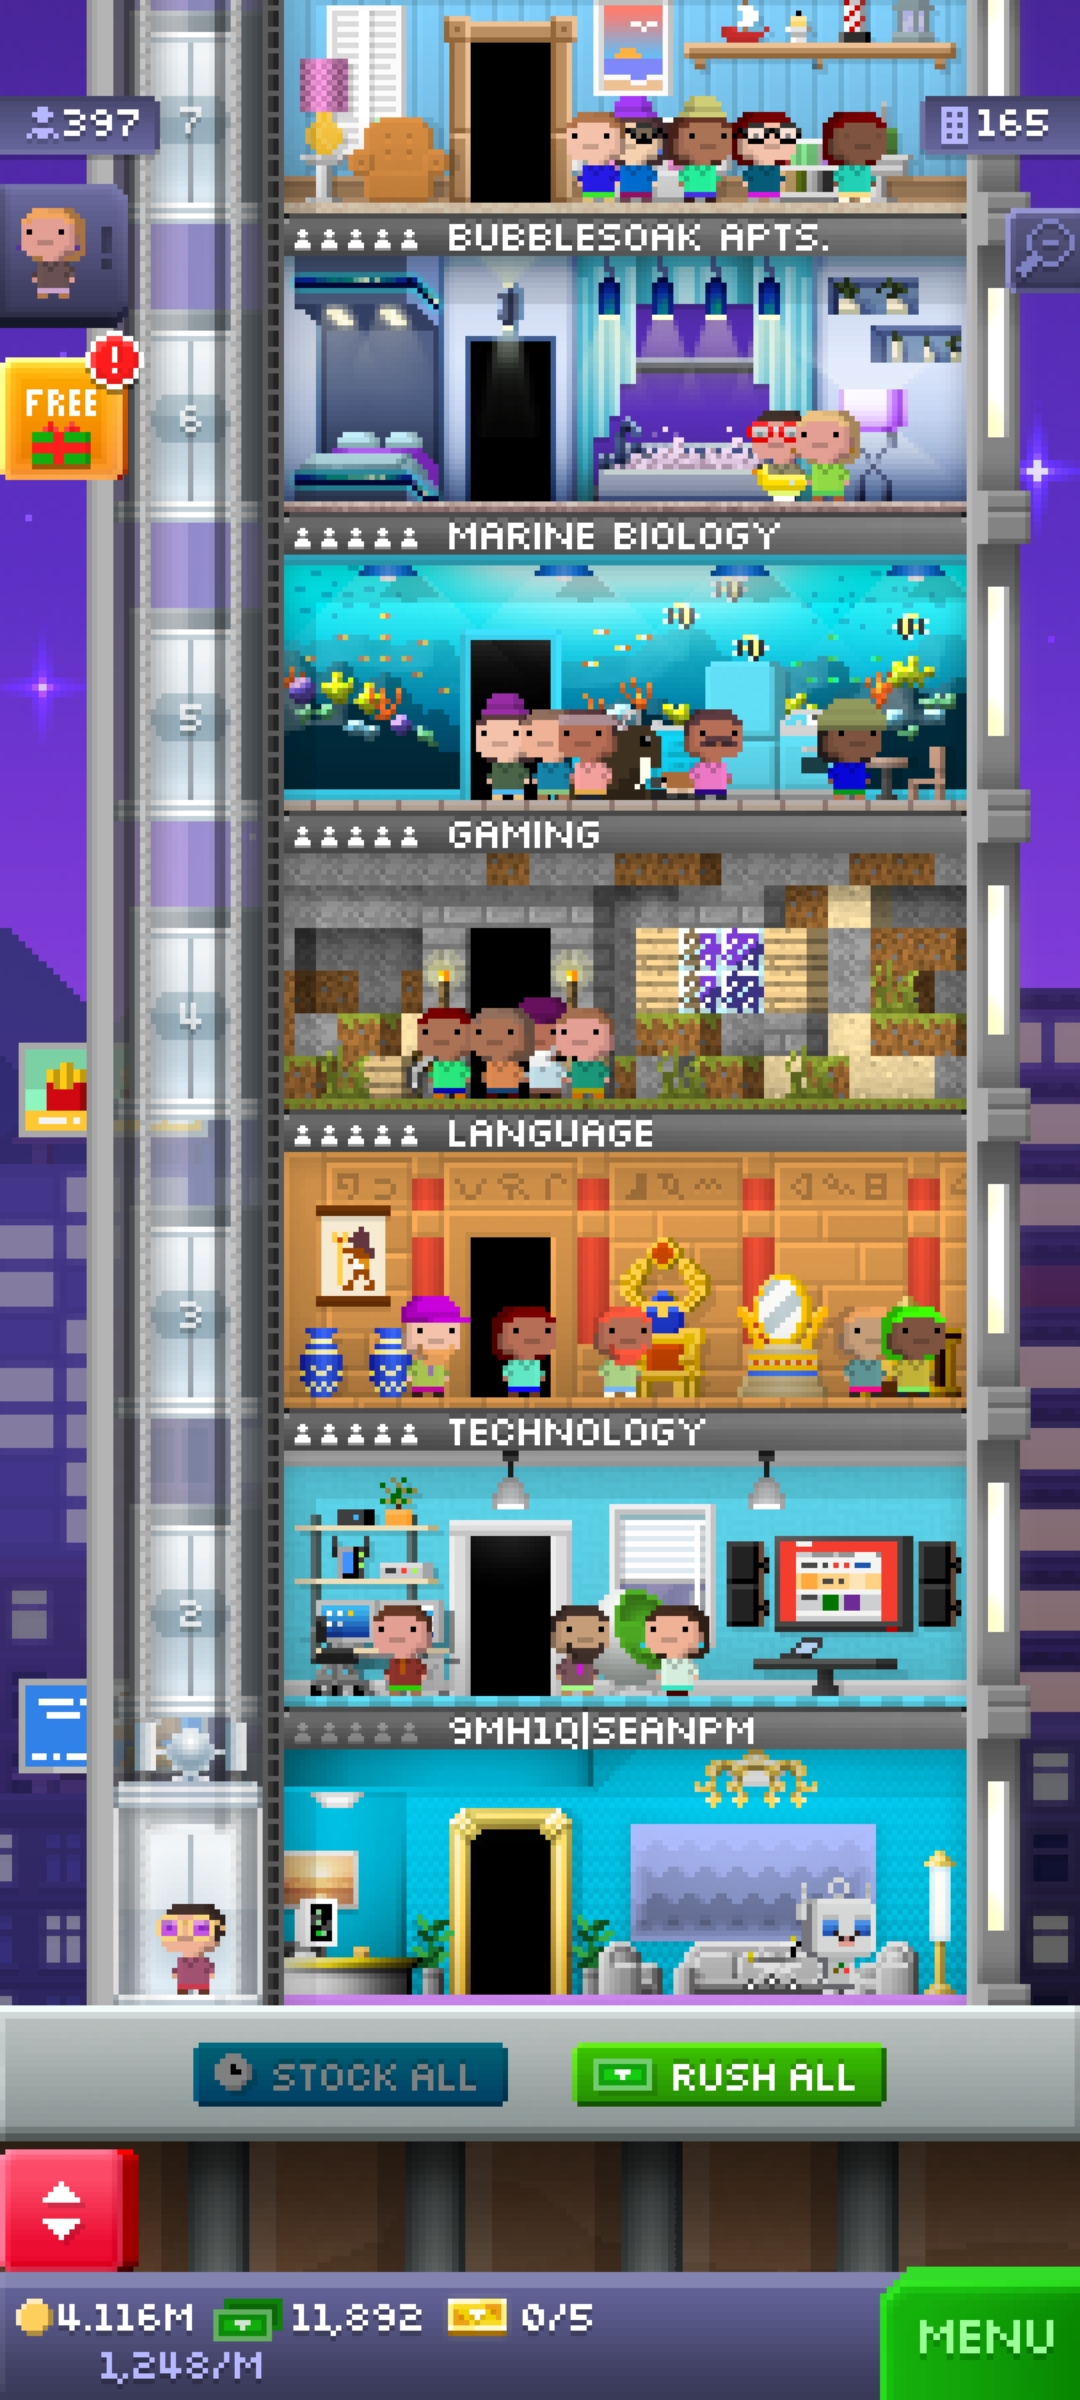 7
397
165
!
BUBBLESOAK APTS.
!
FREE
6
MARINE BIOLOGY
5
GAMING
4
LANGUAGE
3
TECHNOLOGY
2
9MH1Q|SEANPM
STOCK ALL
RUSH ALL
4.116M
11,892
0/5
1,248/M
MENU